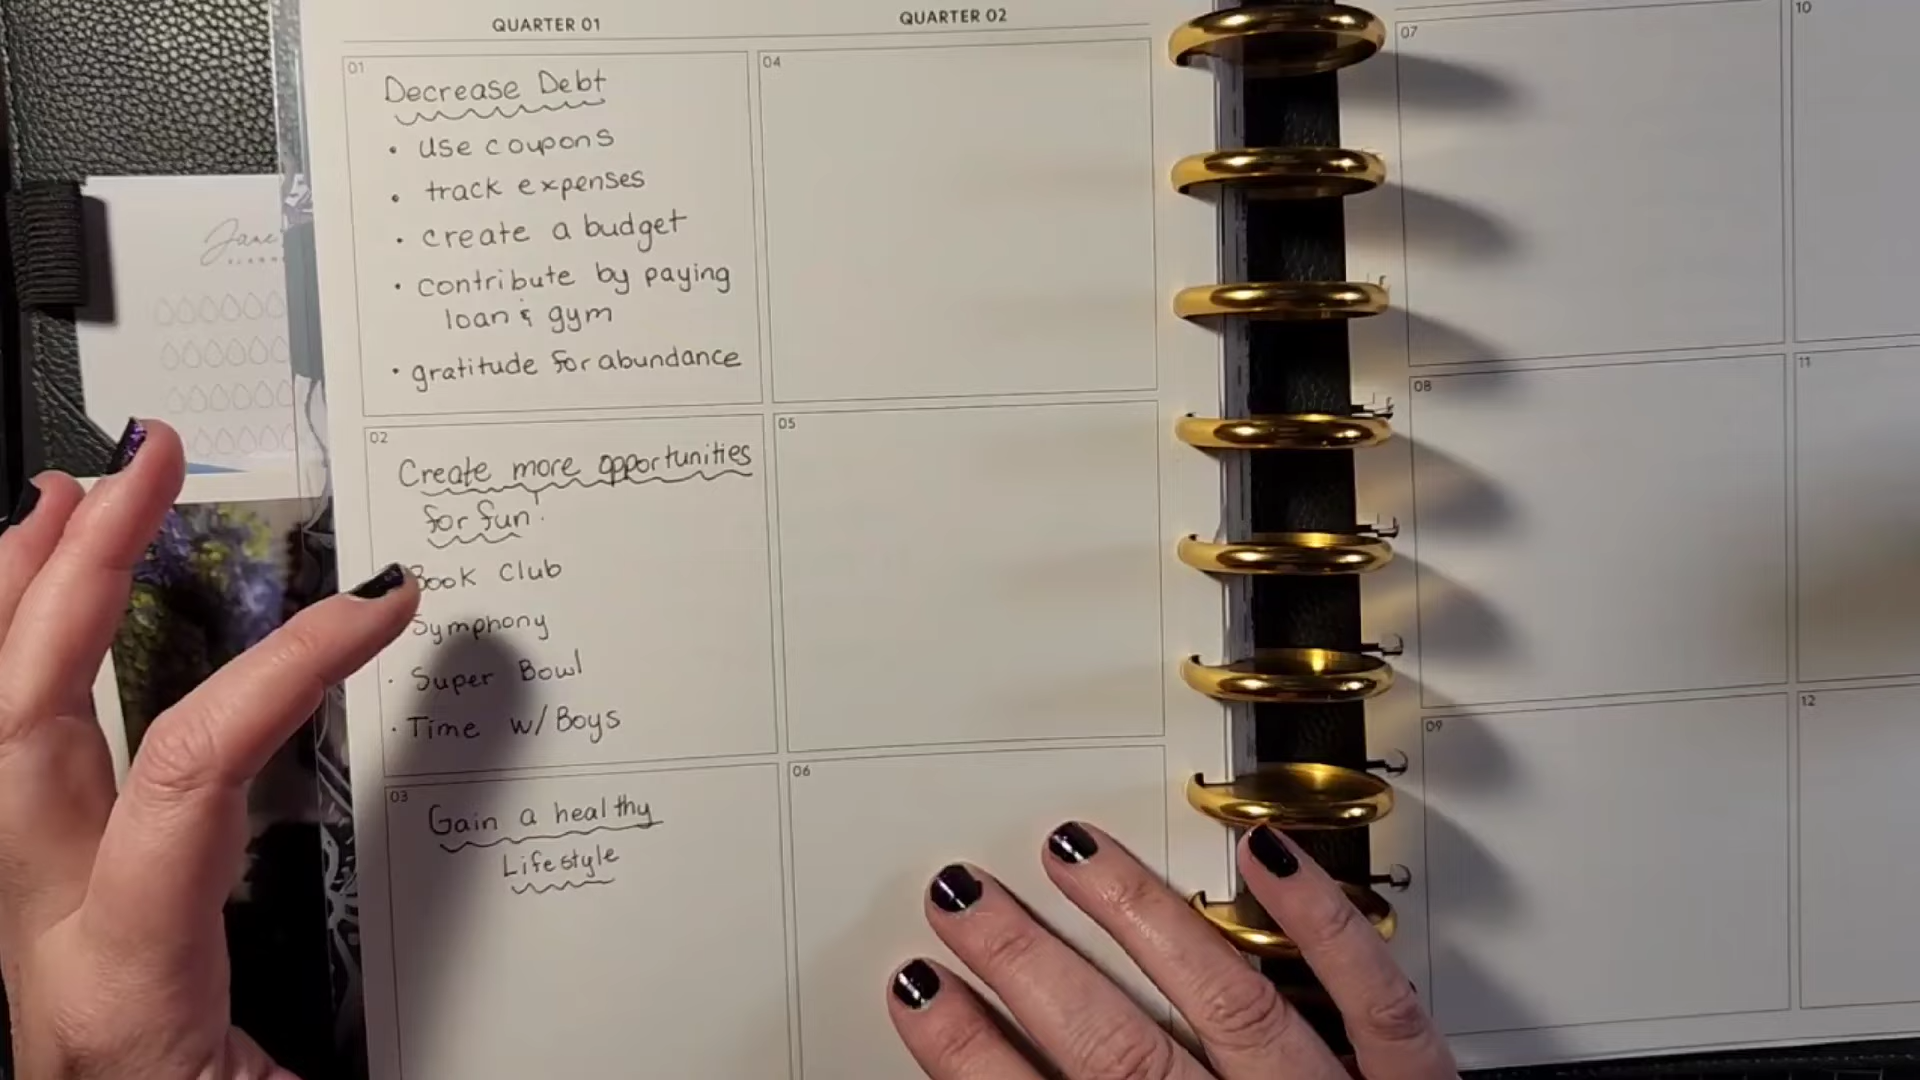 QUARTER 01
01
Decrease Debt
• use coupons
• track expenses
• create a budget
• contribute by paying
loan & gym
• gratitude for abundance
02
Create more opportunities
for fun!
Book Club
Symphony
• Super Bowl
• Time w/Boys
03
Gain a healthy
Lifestyle
QUARTER 02
04
05
06
07
08
09
10
11
12
Jane's